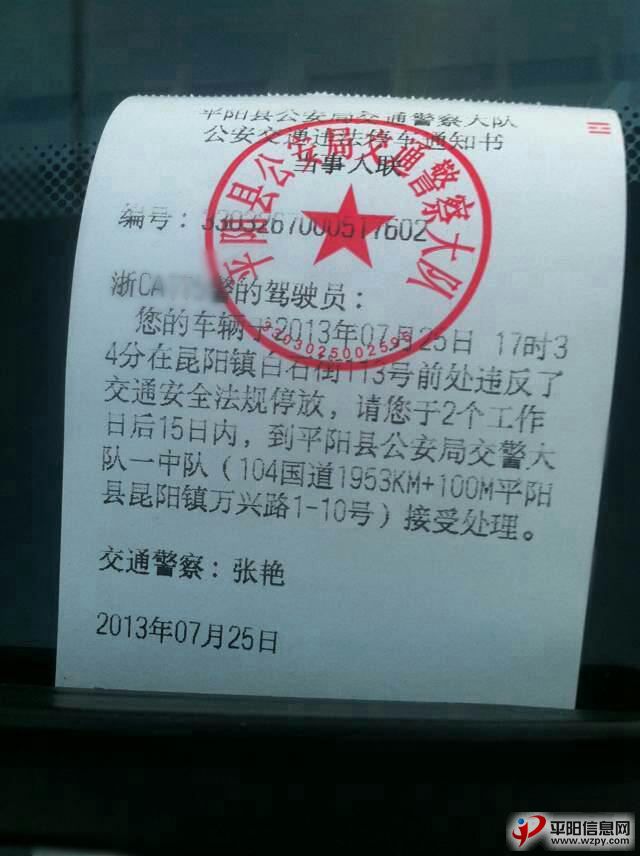 平阳县公安局交通警察大队
公安交通违法停车通知书
当事人联
编号：3303267000517602
平阳县公安局交通警察大队
3303025002595
浙CA
警的驾驶员：
您的车辆于2013年07月25日 17时3
4分在昆阳镇白石街113号前处违反了
交通安全法规停放，请您于2个工作
日后15日内，到平阳县公安局交警大
队一中队（104国道1953KM+100M平阳
县昆阳镇万兴路1-10号）接受处理。
交通警察：张艳
2013年07月25日
平阳信息网
www.wzpy.com